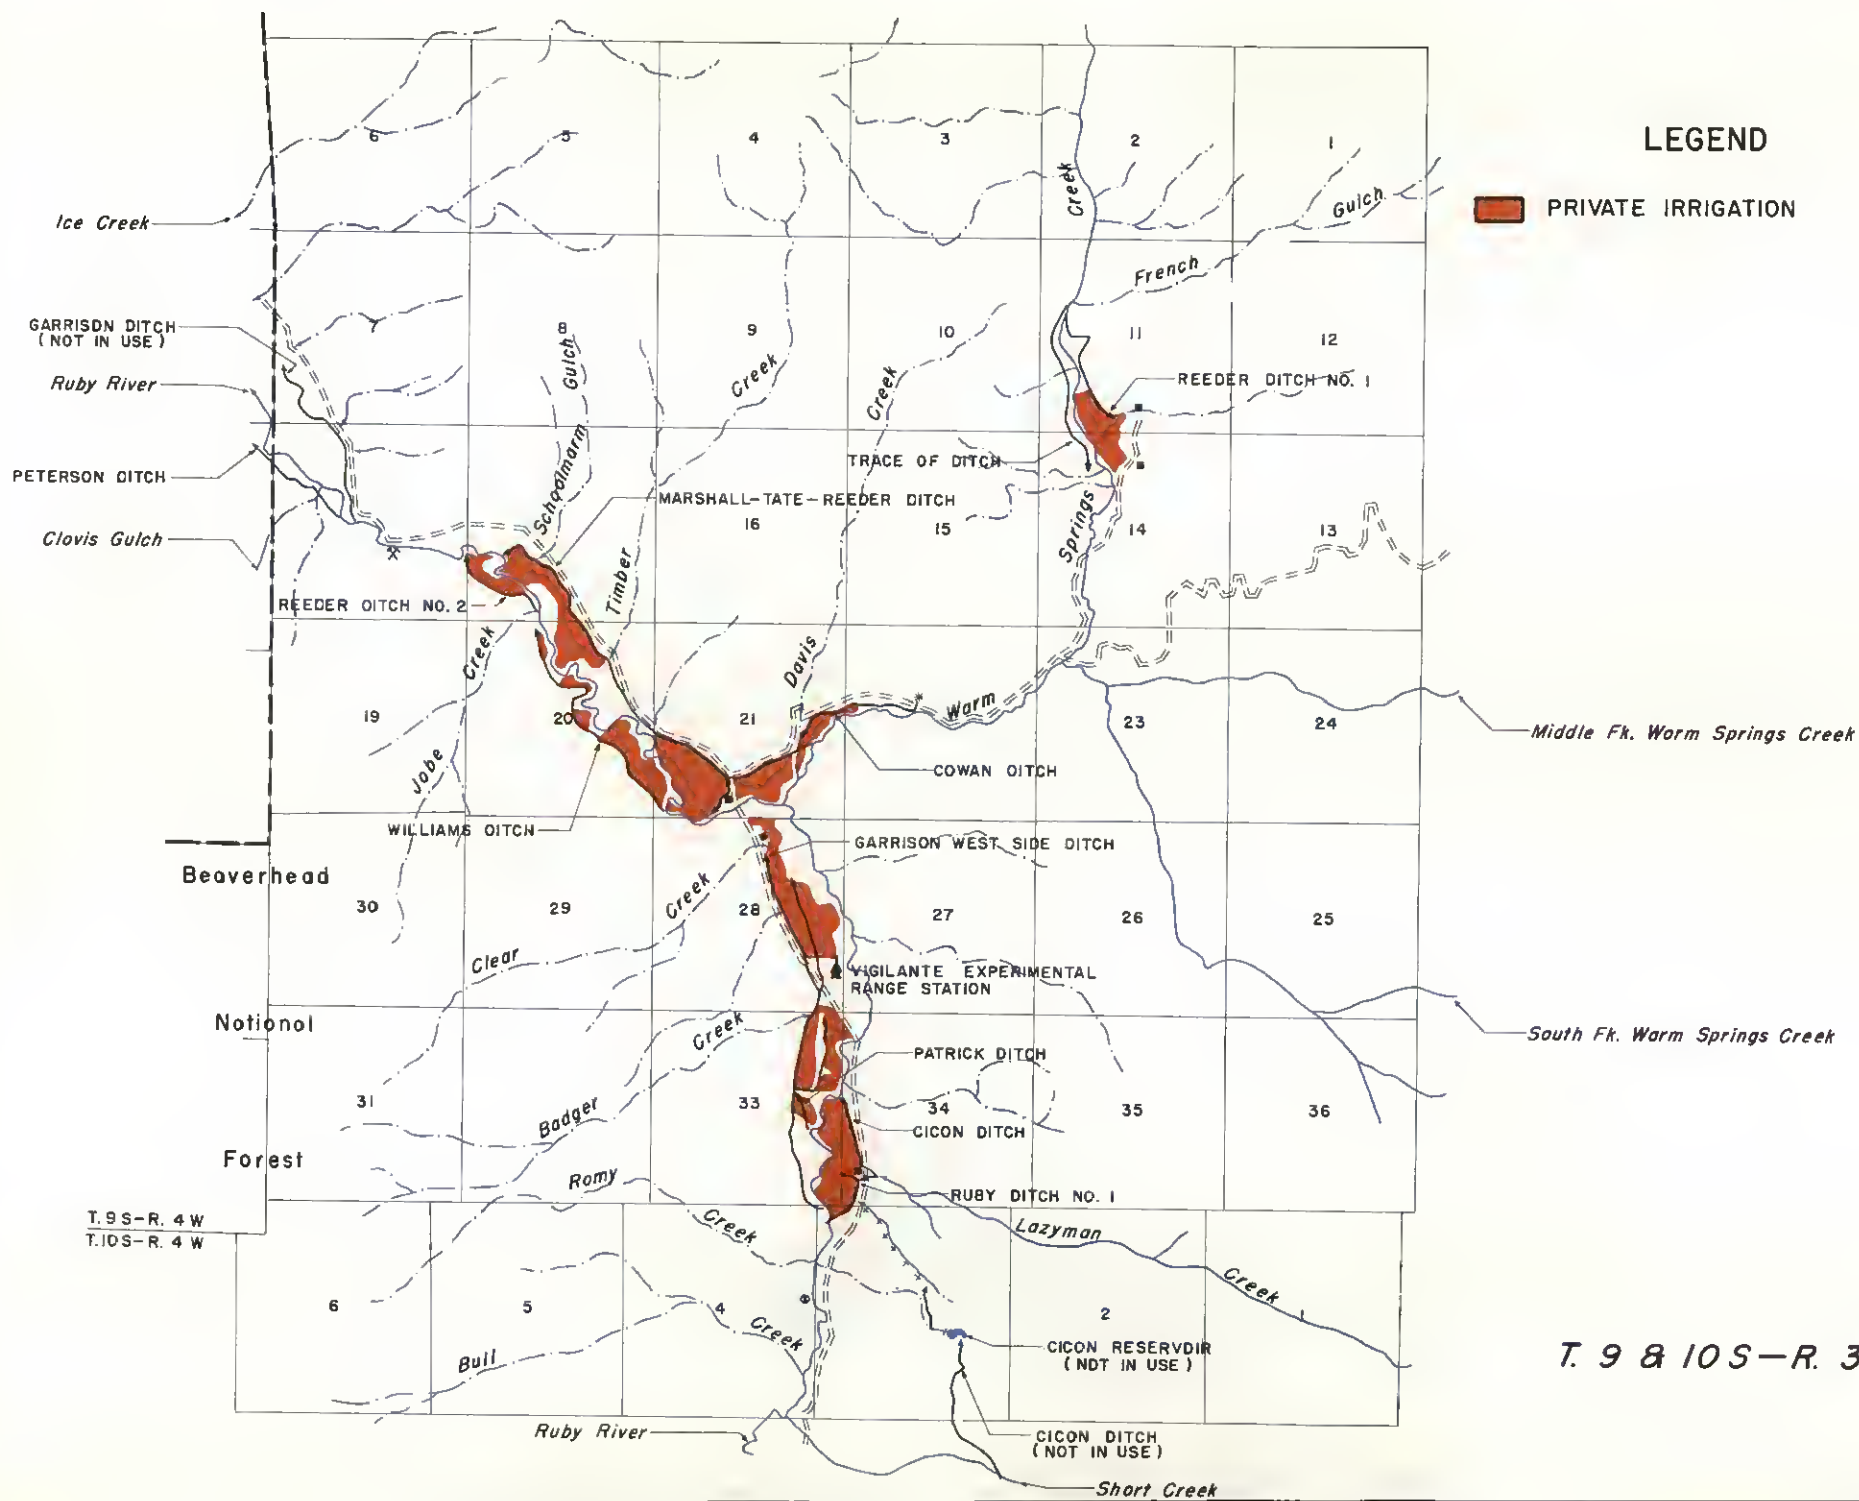 LEGEND
PRIVATE IRRIGATION
6
5
4
3
2
1
Creek
Gulch
Ice Creek
French
GARRISON DITCH
(NOT IN USE)
7
8
9
10
11
12
Gulch
Creek
Creek
Ruby River
REEDER DITCH NO. 1
Schoolmarm
TRACE OF DITCH
PETERSON DITCH
MARSHALL-TATE-REEDER DITCH
16
15
14
13
Springs
Clovis Gulch
Timber
REEDER DITCH NO. 2
Creek
Davis
19
20
21
Warm
23
24
Middle Fk. Warm Springs Creek
Jobe
COWAN DITCH
WILLIAMS DITCH
GARRISON WEST SIDE DITCH
Beaverhead
30
29
Creek
28
27
26
25
Clear
VIGILANTE EXPERIMENTAL
RANGE STATION
National
Creek
South Fk. Warm Springs Creek
PATRICK DITCH
31
Badger
33
34
35
36
CICON DITCH
Forest
Romy
RUBY DITCH NO. 1
T. 9 S-R. 4 W
T. 10 S-R. 4 W
Creek
Lazyman
Creek
6
5
4
2
1
Creek
Bull
CICON RESERVOIR
(NOT IN USE)
T. 9 & 10 S-R. 3
Ruby River
CICON DITCH
(NOT IN USE)
Short Creek